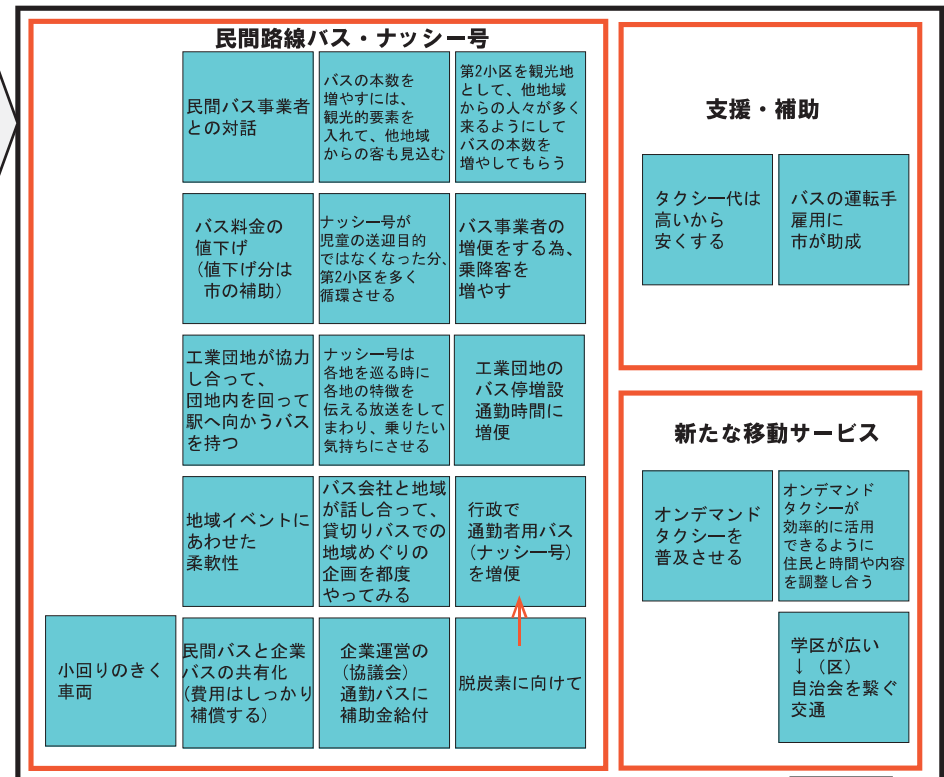 民間路線バス・ナッシー号
民間バス事業者
との対話
バスの本数を
増やすには、
観光的要素を
入れて、他地域
からの客も見込む
第2小区を観光地
として、他地域
からの人々が多く
来るようにして
バスの本数を
増やしてもらう
バス料金の
値下げ
(値下げ分は
市の補助)
ナッシー号が
児童の送迎目的
ではなくなった分、
第2小区を多く
循環させる
バス事業者の
増便をする為、
乗降客を
増やす
工業団地が協力
し合って、
団地内を回って
駅へ向かうバス
を持つ
ナッシー号は
各地を巡る時に
各地の特徴を
伝える放送をして
まわり、乗りたい
気持ちにさせる
工業団地の
バス停増設
通勤時間に
増便
地域イベントに
あわせた
柔軟性
バス会社と地域
が話し合って、
貸切りバスでの
地域めぐりの
企画を都度
やってみる
行政で
通勤者用バス
(ナッシー号)
を増便
小回りのきく
車両
民間バスと企業
バスの共有化
(費用はしっかり
補償する)
企業運営の
(協議会)
通勤バスに
補助金給付
脱炭素に向けて
支援・補助
タクシー代は
高いから
安くする
バスの運転手
雇用に
市が助成
新たな移動サービス
オンデマンド
タクシーを
普及させる
オンデマンド
タクシーが
効率的に活用
できるように
住民と時間や内容
を調整し合う
学区が広い
↓(区)
自治会を繋ぐ
交通